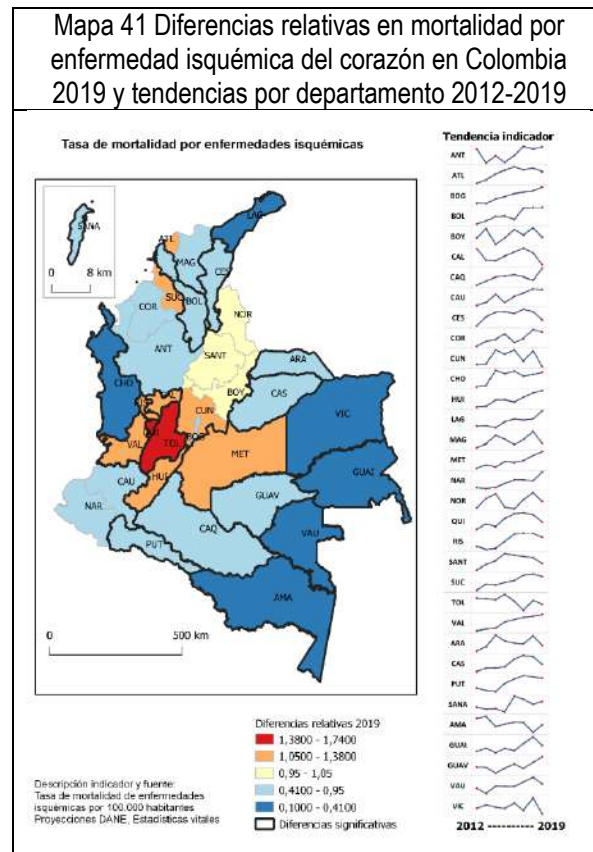 Mapa 41 Diferencias relativas en mortalidad por
enfermedad isquémica del corazón en Colombia
2019 y tendencias por departamento 2012-2019
Tasa de mortalidad por enfermedades isquémicas
SANA
0 8 km
LAG
ATL
MAG
CES
SUC
BOL
COR
NOR
ANT
SANT
ARA
BOY
CAS
CHO
CUN
VIC
BOG
VAL
TOL
MET
HUI
GUAI
CAU
GUAV
NAR
CAQ
VAU
PUT
AMA
0 500 km
Diferencias relativas 2019
1,3800 - 1,7400
1,0500 - 1,3800
0,95 - 1,05
0,4100 - 0,95
0,1000 - 0,4100
Diferencias significativas
Descripción indicador y fuente:
Tasa de mortalidad de enfermedades
isquémicas por 100.000 habitantes
Proyecciones DANE, Estadísticas vitales
Tendencia indicador
ANT
ATL
BOG
BOL
BOY
CAL
CAQ
CAU
CES
COR
CUN
CHO
HUI
LAG
MAG
MET
NAR
NOR
QUI
RIS
SANT
SUC
TOL
VAL
ARA
CAS
PUT
SANA
AMA
GUAI
GUAV
VAU
VIC
2012 ---------- 2019